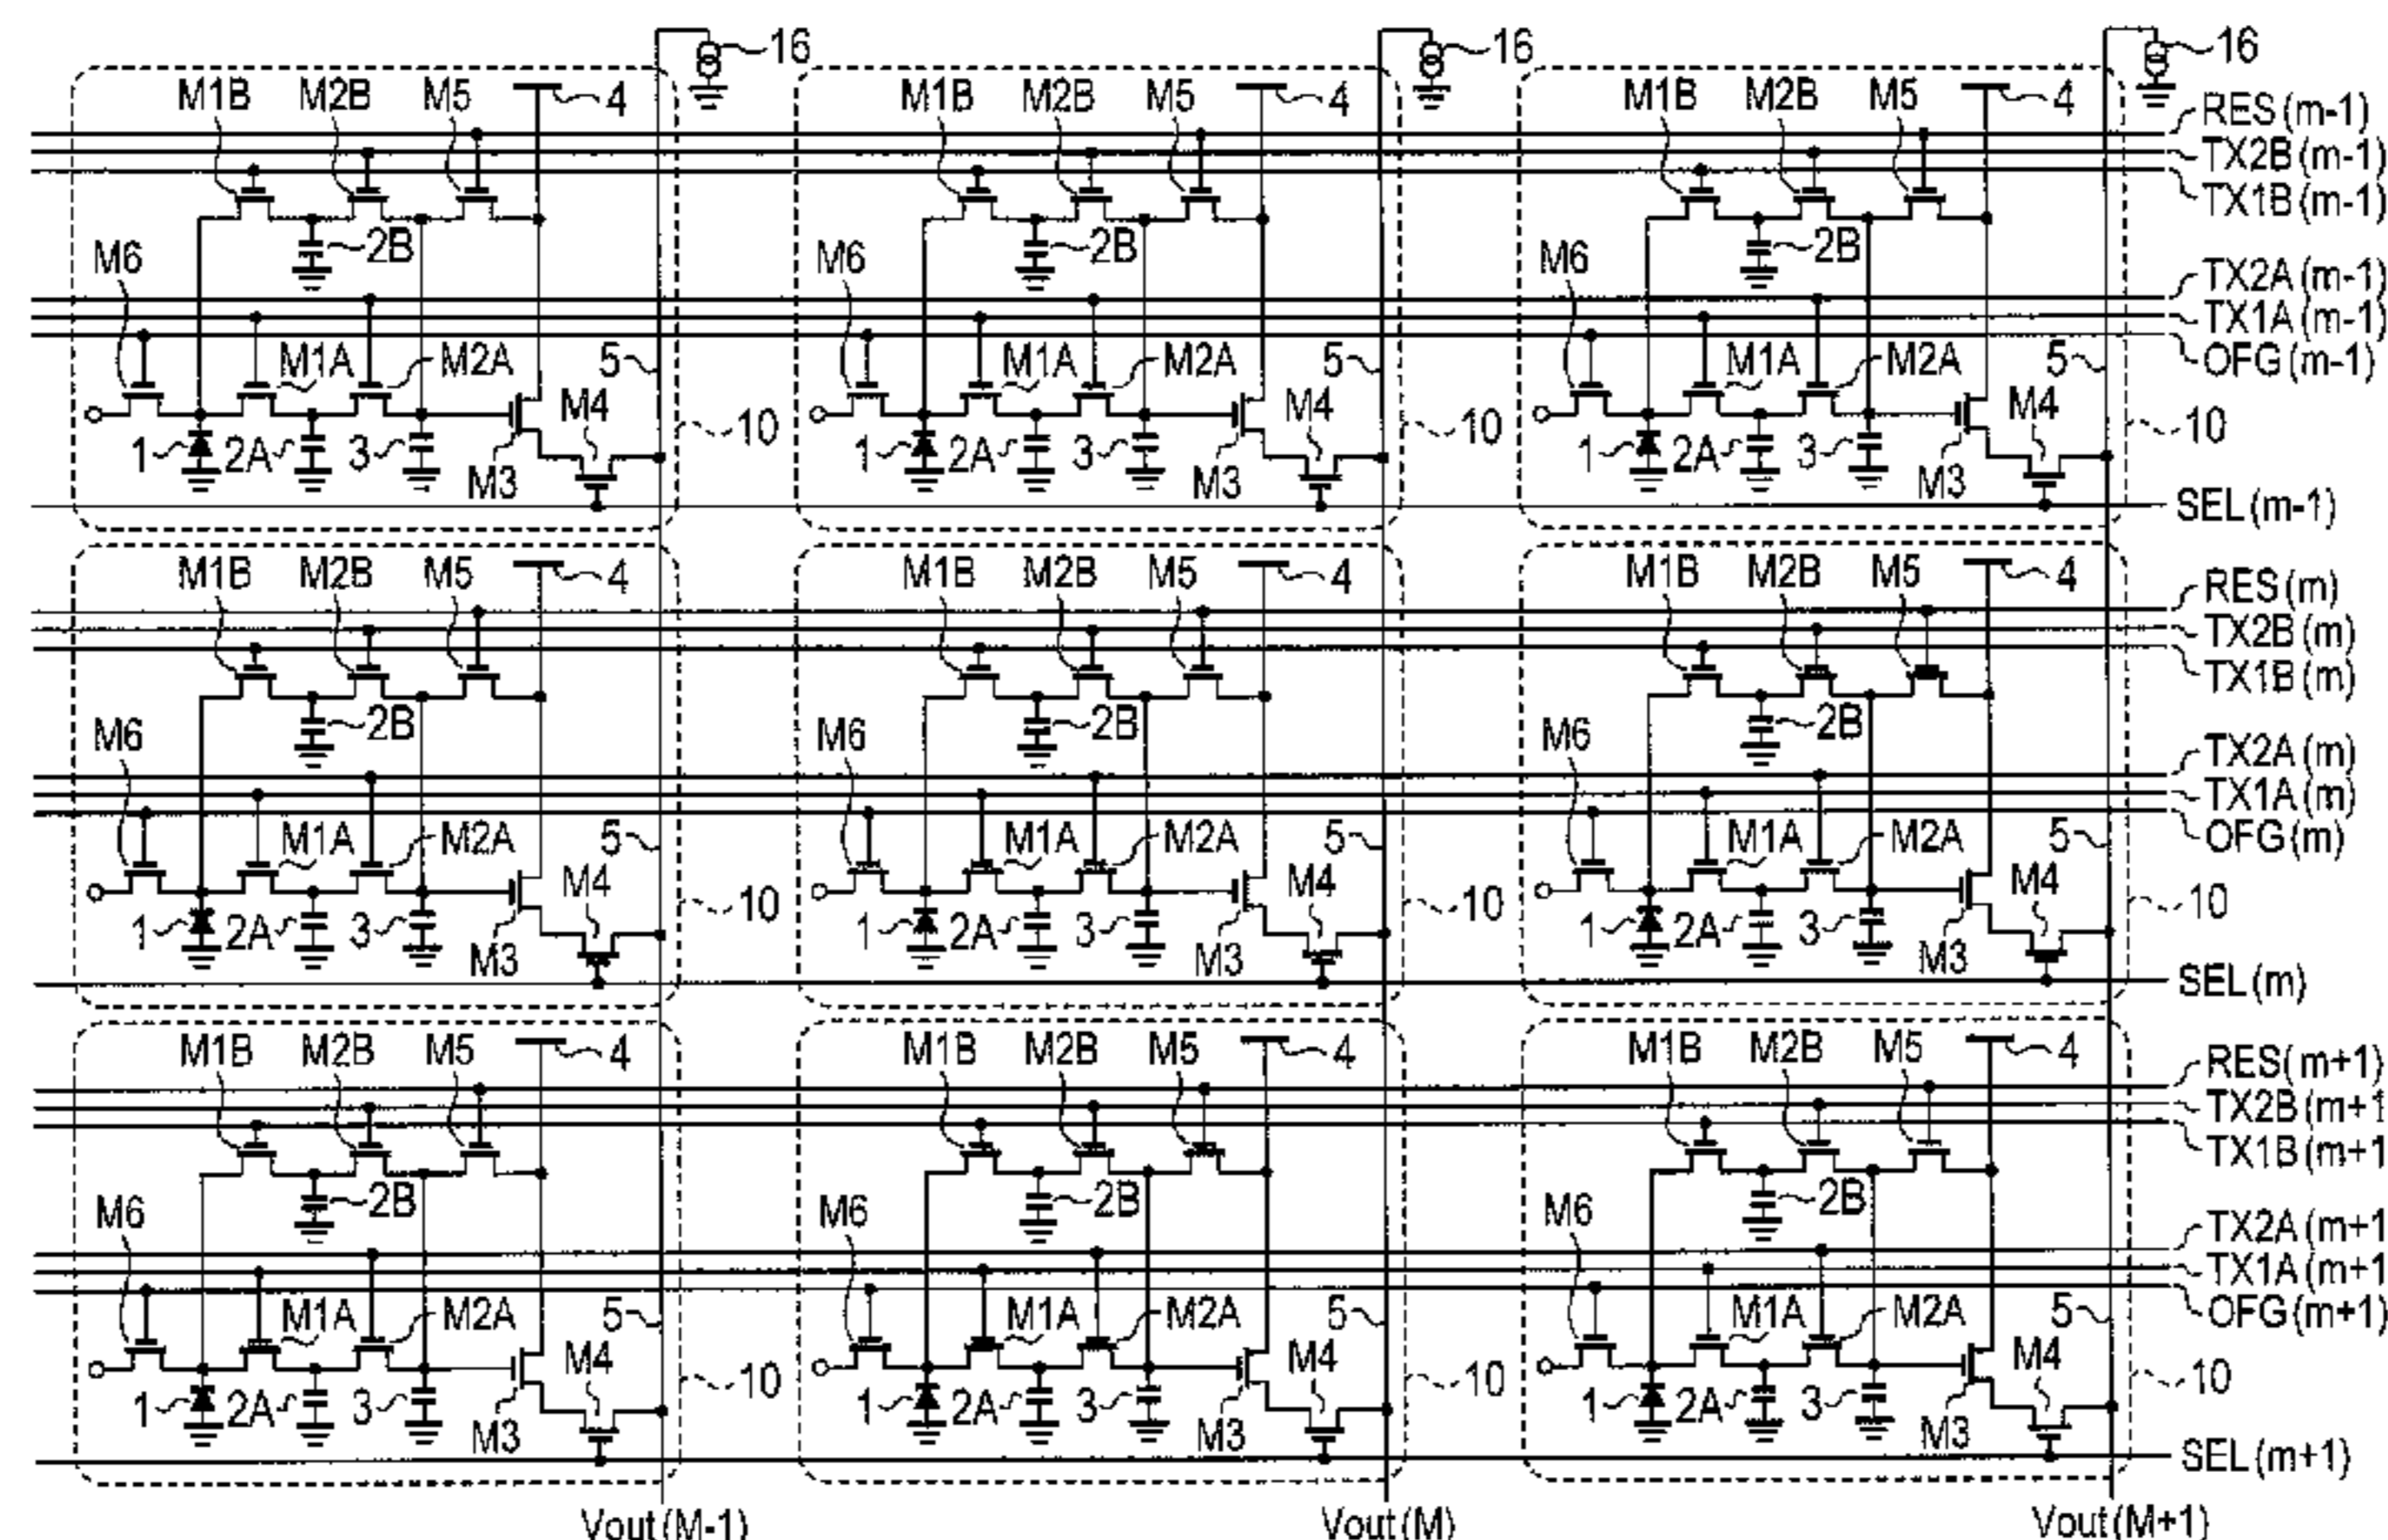 16 16 16
M1B M2B M5 4 M1B M2B M5 4 M1B M2B M5 4 RES(m-1)
TX2B(m-1)
TX1B(m-1)
M6 2B M6 2B M6 2B
TX2A(m-1)
TX1A(m-1)
5 M1A M2A 5 M1A M2A 5 M1A M2A OFG(m-1)
M4 10 M4 10 M4 10
1 2A 3 M3 1 2A 3 M3 1 2A 3 M3
SEL(m-1)
M1B M2B M5 4 M1B M2B M5 4 M1B M2B M5 4 RES(m)
TX2B(m)
TX1B(m)
M6 2B M6 2B M6 2B
TX2A(m)
TX1A(m)
M1A M2A 5 M1A M2A 5 M1A M2A 5 OFG(m)
M4 10 M4 10 M4 10
1 2A 3 M3 1 2A 3 M3 1 2A 3 M3
SEL(m)
M1B M2B M5 4 M1B M2B M5 4 M1B M2B M5 4 RES(m+1)
TX2B(m+1
TX1B(m+1
M6 2B M6 2B M6 2B
TX2A(m+1
TX1A(m+1
M1A M2A 5 M1A M2A 5 M1A M2A 5 OFG(m+1)
M4 10 M4 10 M4 10
1 2A 3 M3 1 2A 3 M3 1 2A 3 M3
SEL(m+1)
Vout(M-1) Vout(M) Vout(M+1)